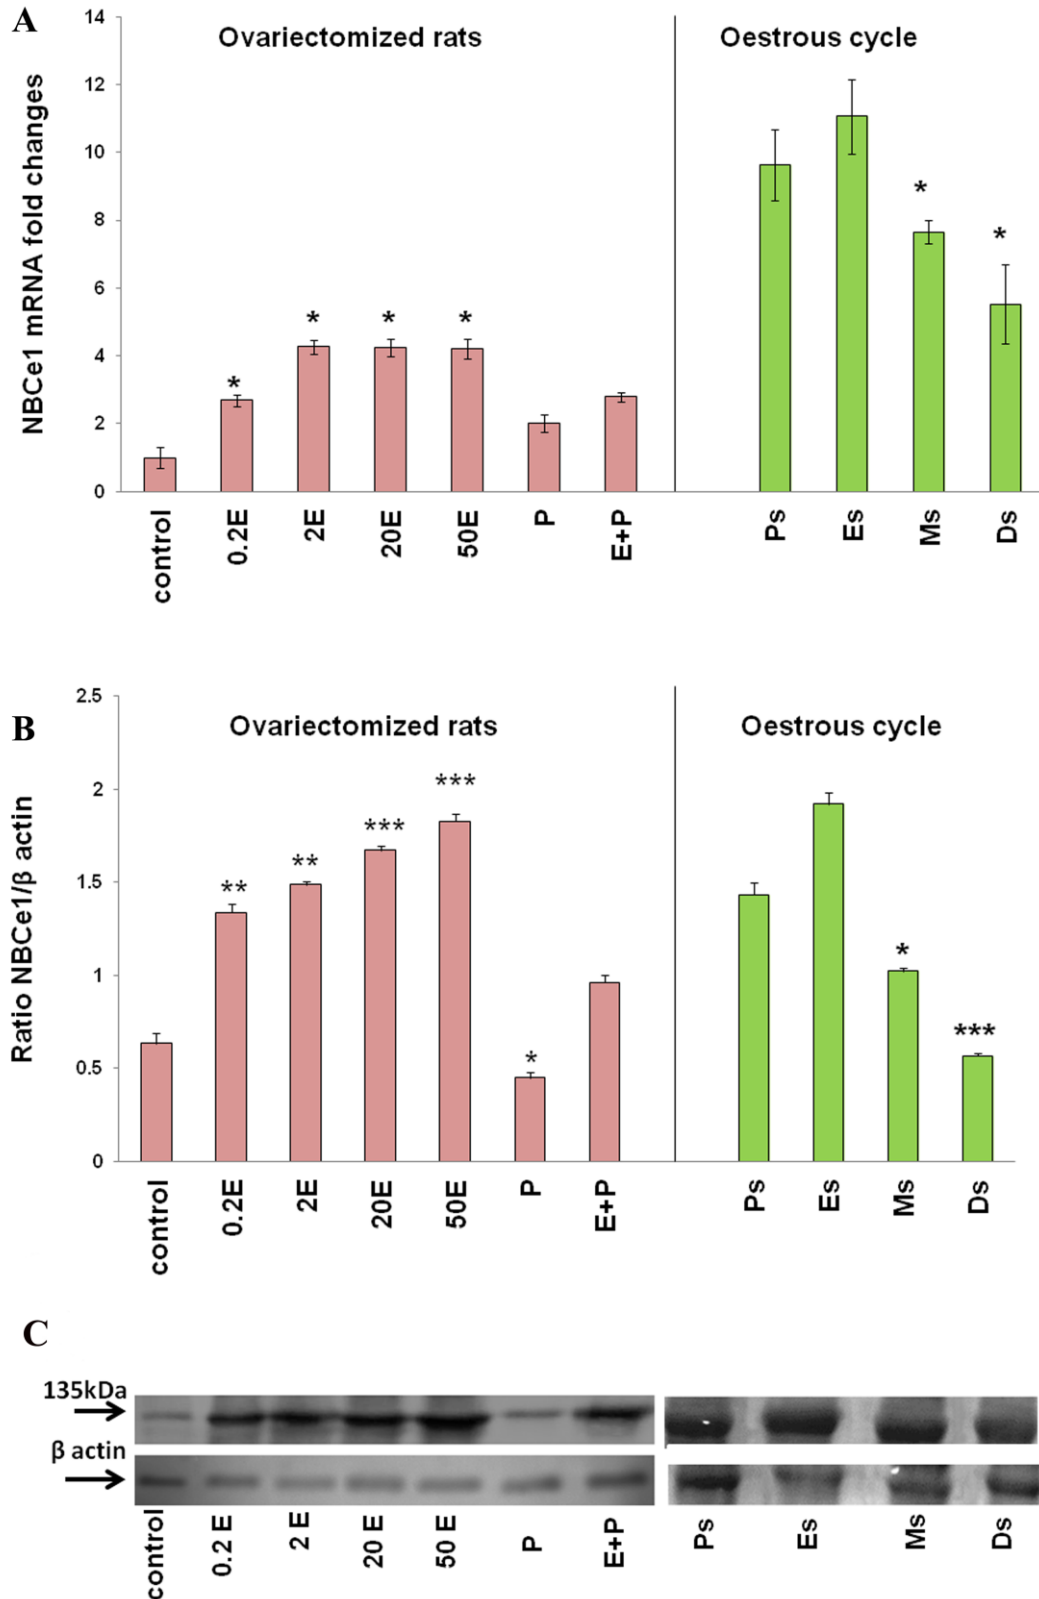 A
Ovariectomized rats
Oestrous cycle
NBCe1 mRNA fold changes
14
12
10
8
6
4
2
0
*
*
*
*
*
*
control
0.2E
2E
20E
50E
P
E+P
Ps
Es
Ms
Ds
B
Ovariectomized rats
Oestrous cycle
Ratio NBCe1/β actin
2.5
2
1.5
1
0.5
0
**
**
***
***
*
*
***
control
0.2E
2E
20E
50E
P
E+P
Ps
Es
Ms
Ds
C
135kDa
β actin
control
0.2 E
2 E
20 E
50 E
P
E+P
Ps
Es
Ms
Ds